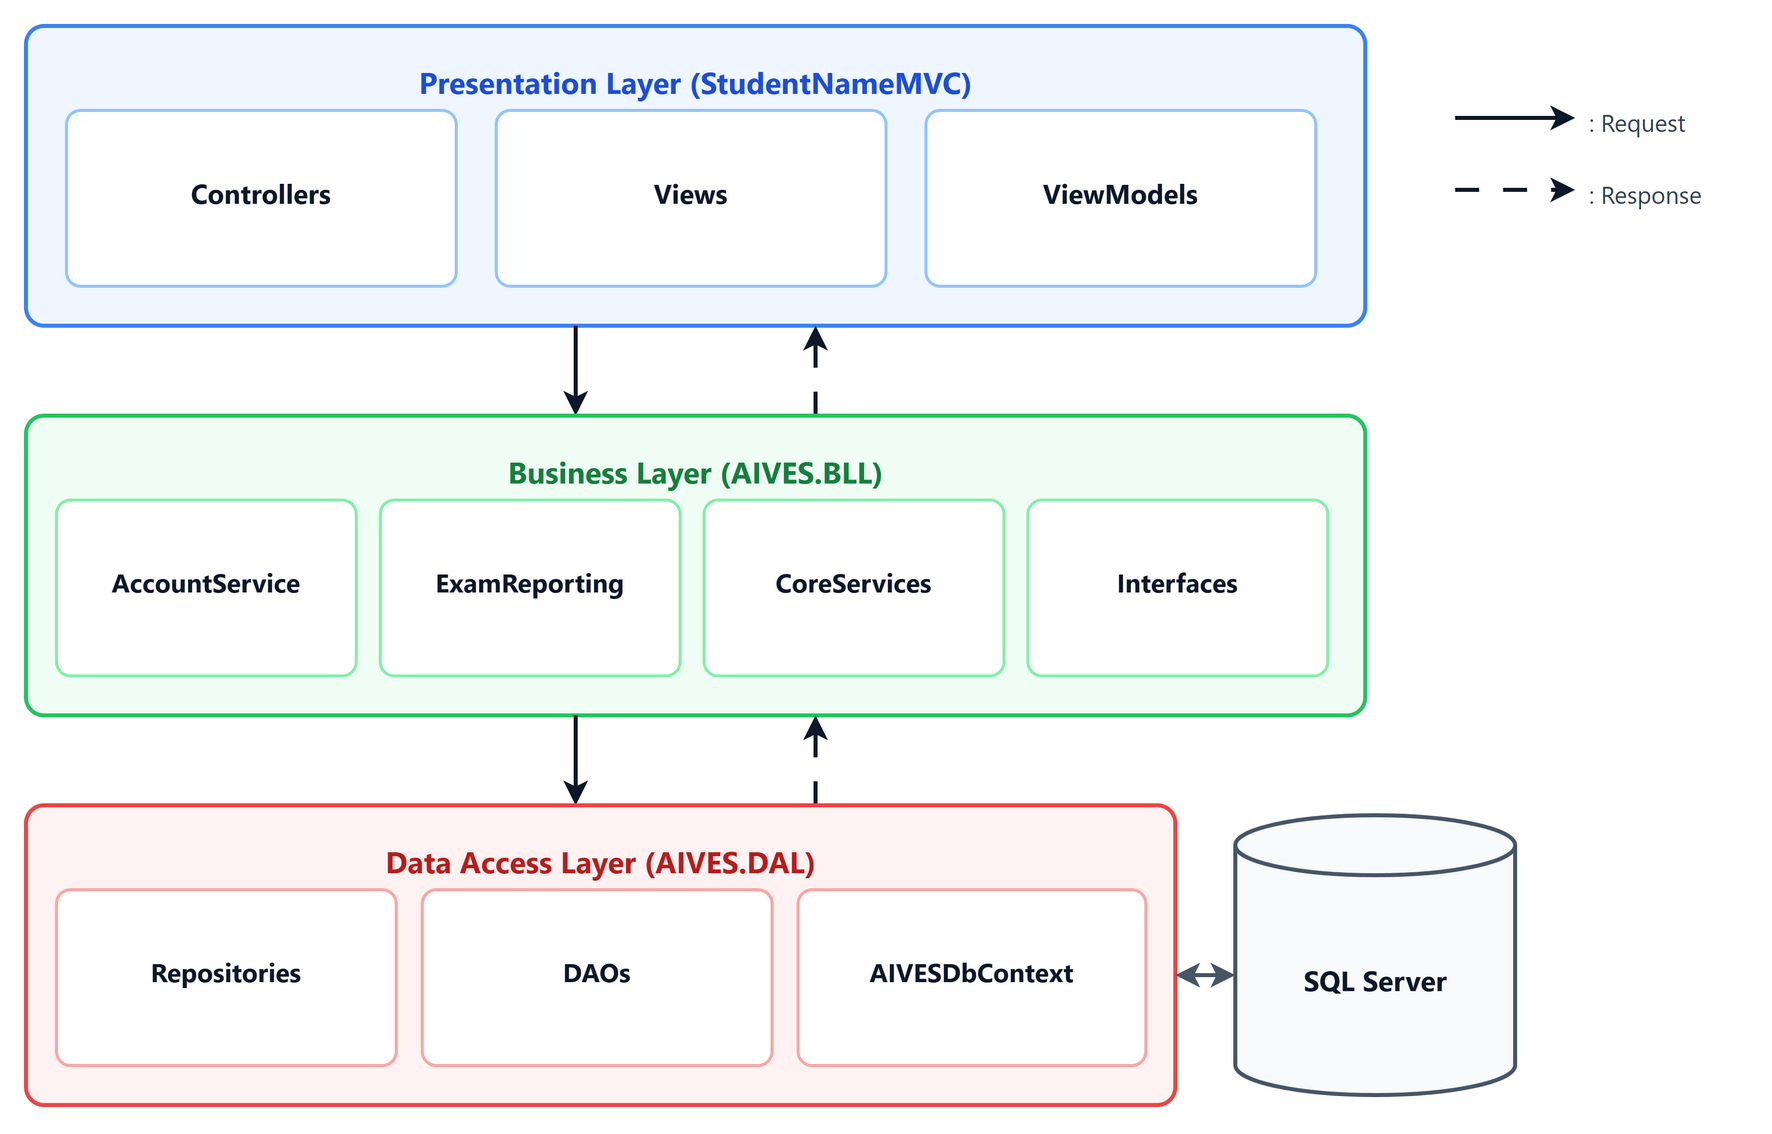 Presentation Layer (StudentNameMVC)
Controllers
Views
ViewModels
: Request
: Response
Business Layer (AIVES.BLL)
AccountService
ExamReporting
CoreServices
Interfaces
Data Access Layer (AIVES.DAL)
Repositories
DAOs
AIVESDbContext
SQL Server